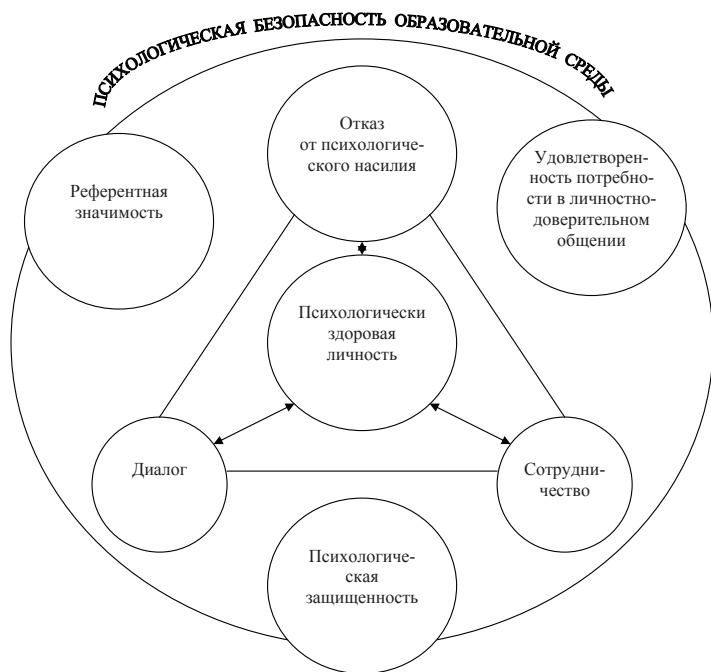 ПСИХОЛОГИЧЕСКАЯ БЕЗОПАСНОСТЬ ОБРАЗОВАТЕЛЬНОЙ СРЕДЫ
Отказ
от психологиче-
ского насилия
Референтная
значимость
Удовлетворен-
ность потребно-
сти в личностно-
доверительном
общении
Психологически
здоровая
личность
Диалог
Сотрудни-
чество
Психологиче-
ская
защищенность